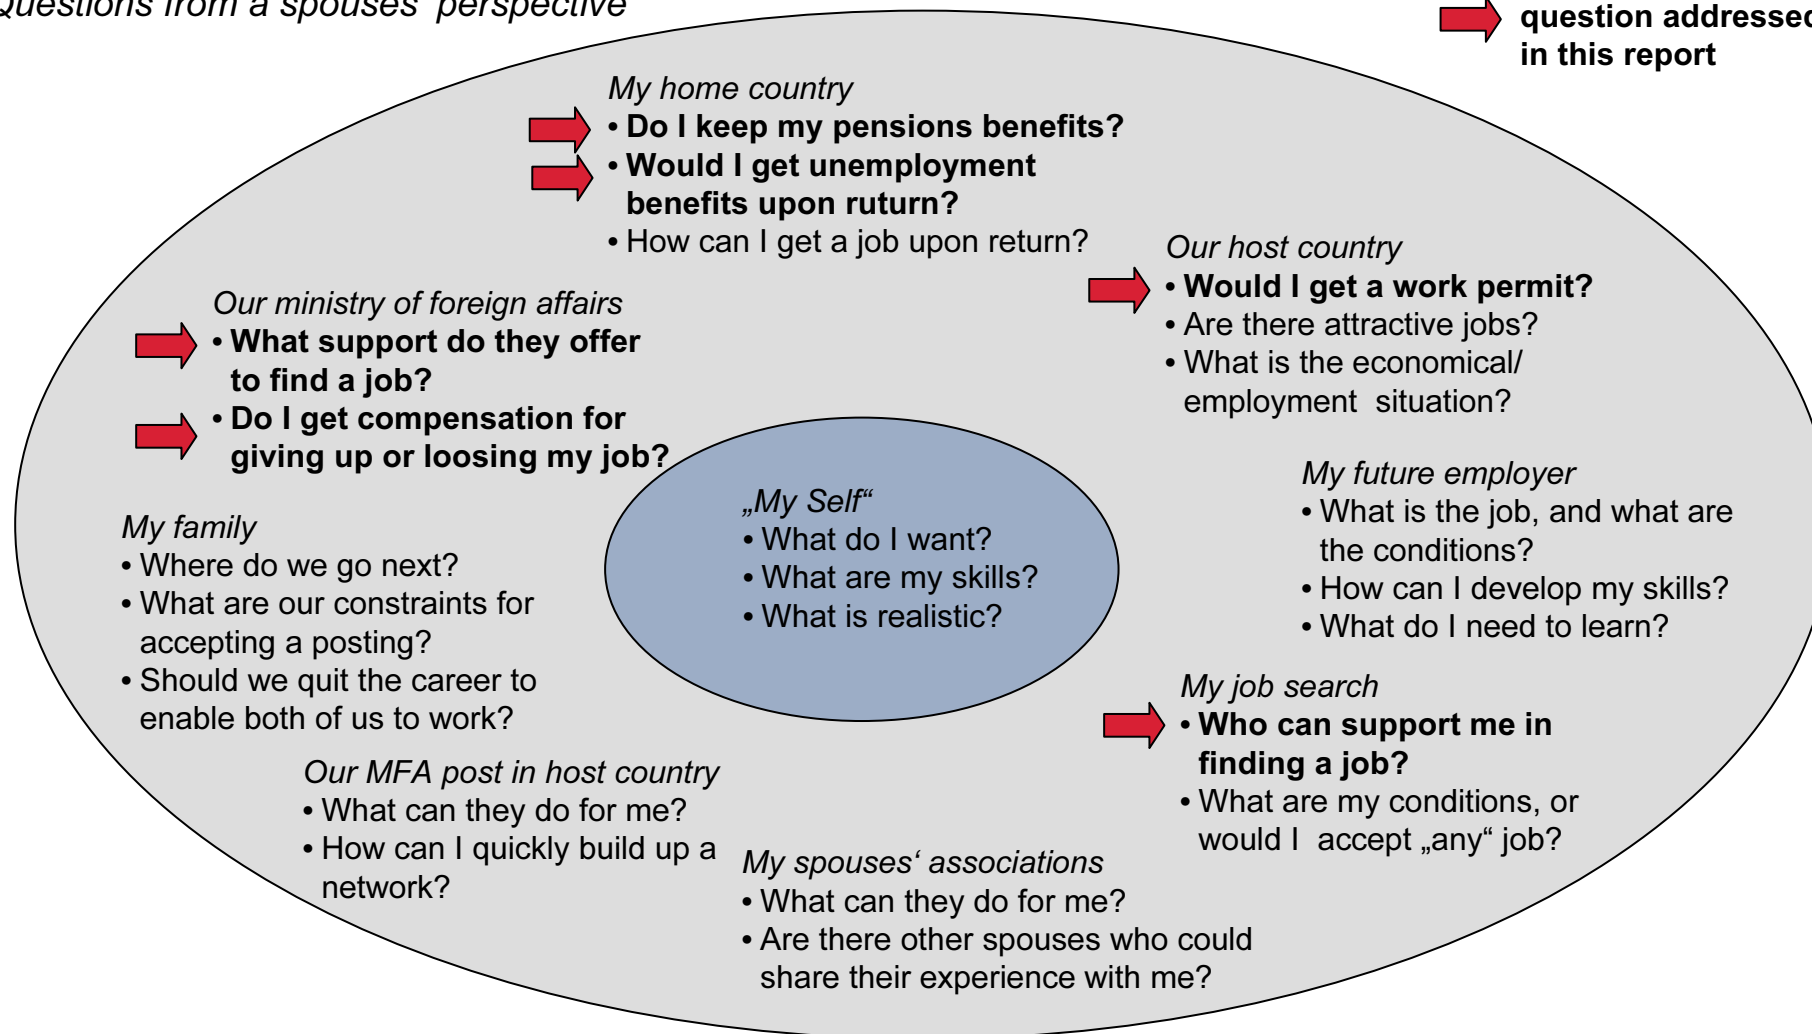 Questions from a spouses' perspective
question addressed
in this report
My home country
• Do I keep my pensions benefits?
• Would I get unemployment
benefits upon ruturn?
• How can I get a job upon return?
Our host country
• Would I get a work permit?
• Are there attractive jobs?
• What is the economical/
employment situation?
Our ministry of foreign affairs
• What support do they offer
to find a job?
• Do I get compensation for
giving up or loosing my job?
„My Self“
• What do I want?
• What are my skills?
• What is realistic?
My future employer
• What is the job, and what are
the conditions?
• How can I develop my skills?
• What do I need to learn?
My family
• Where do we go next?
• What are our constraints for
accepting a posting?
• Should we quit the career to
enable both of us to work?
My job search
• Who can support me in
finding a job?
• What are my conditions, or
would I accept „any“ job?
Our MFA post in host country
• What can they do for me?
• How can I quickly build up a
network?
My spouses‘ associations
• What can they do for me?
• Are there other spouses who could
share their experience with me?